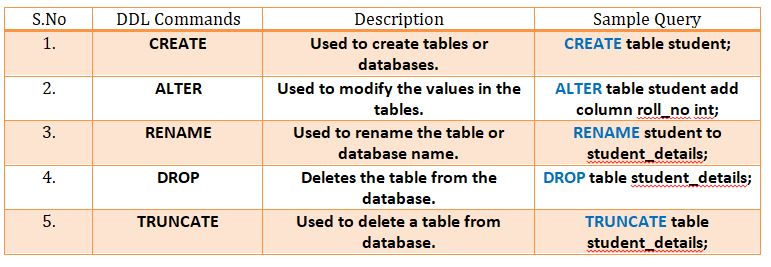 S.No DDL Commands Description Sample Query
1. CREATE Used to create tables or CREATE table student;
databases.
2. ALTER Used to modify the values in the ALTER table student add
tables. column roll_no int;
3. RENAME Used to rename the table or RENAME student to
database name. student_details;
4. DROP Deletes the table from the DROP table student_details;
database.
5. TRUNCATE Used to delete a table from TRUNCATE table
database. student_details;